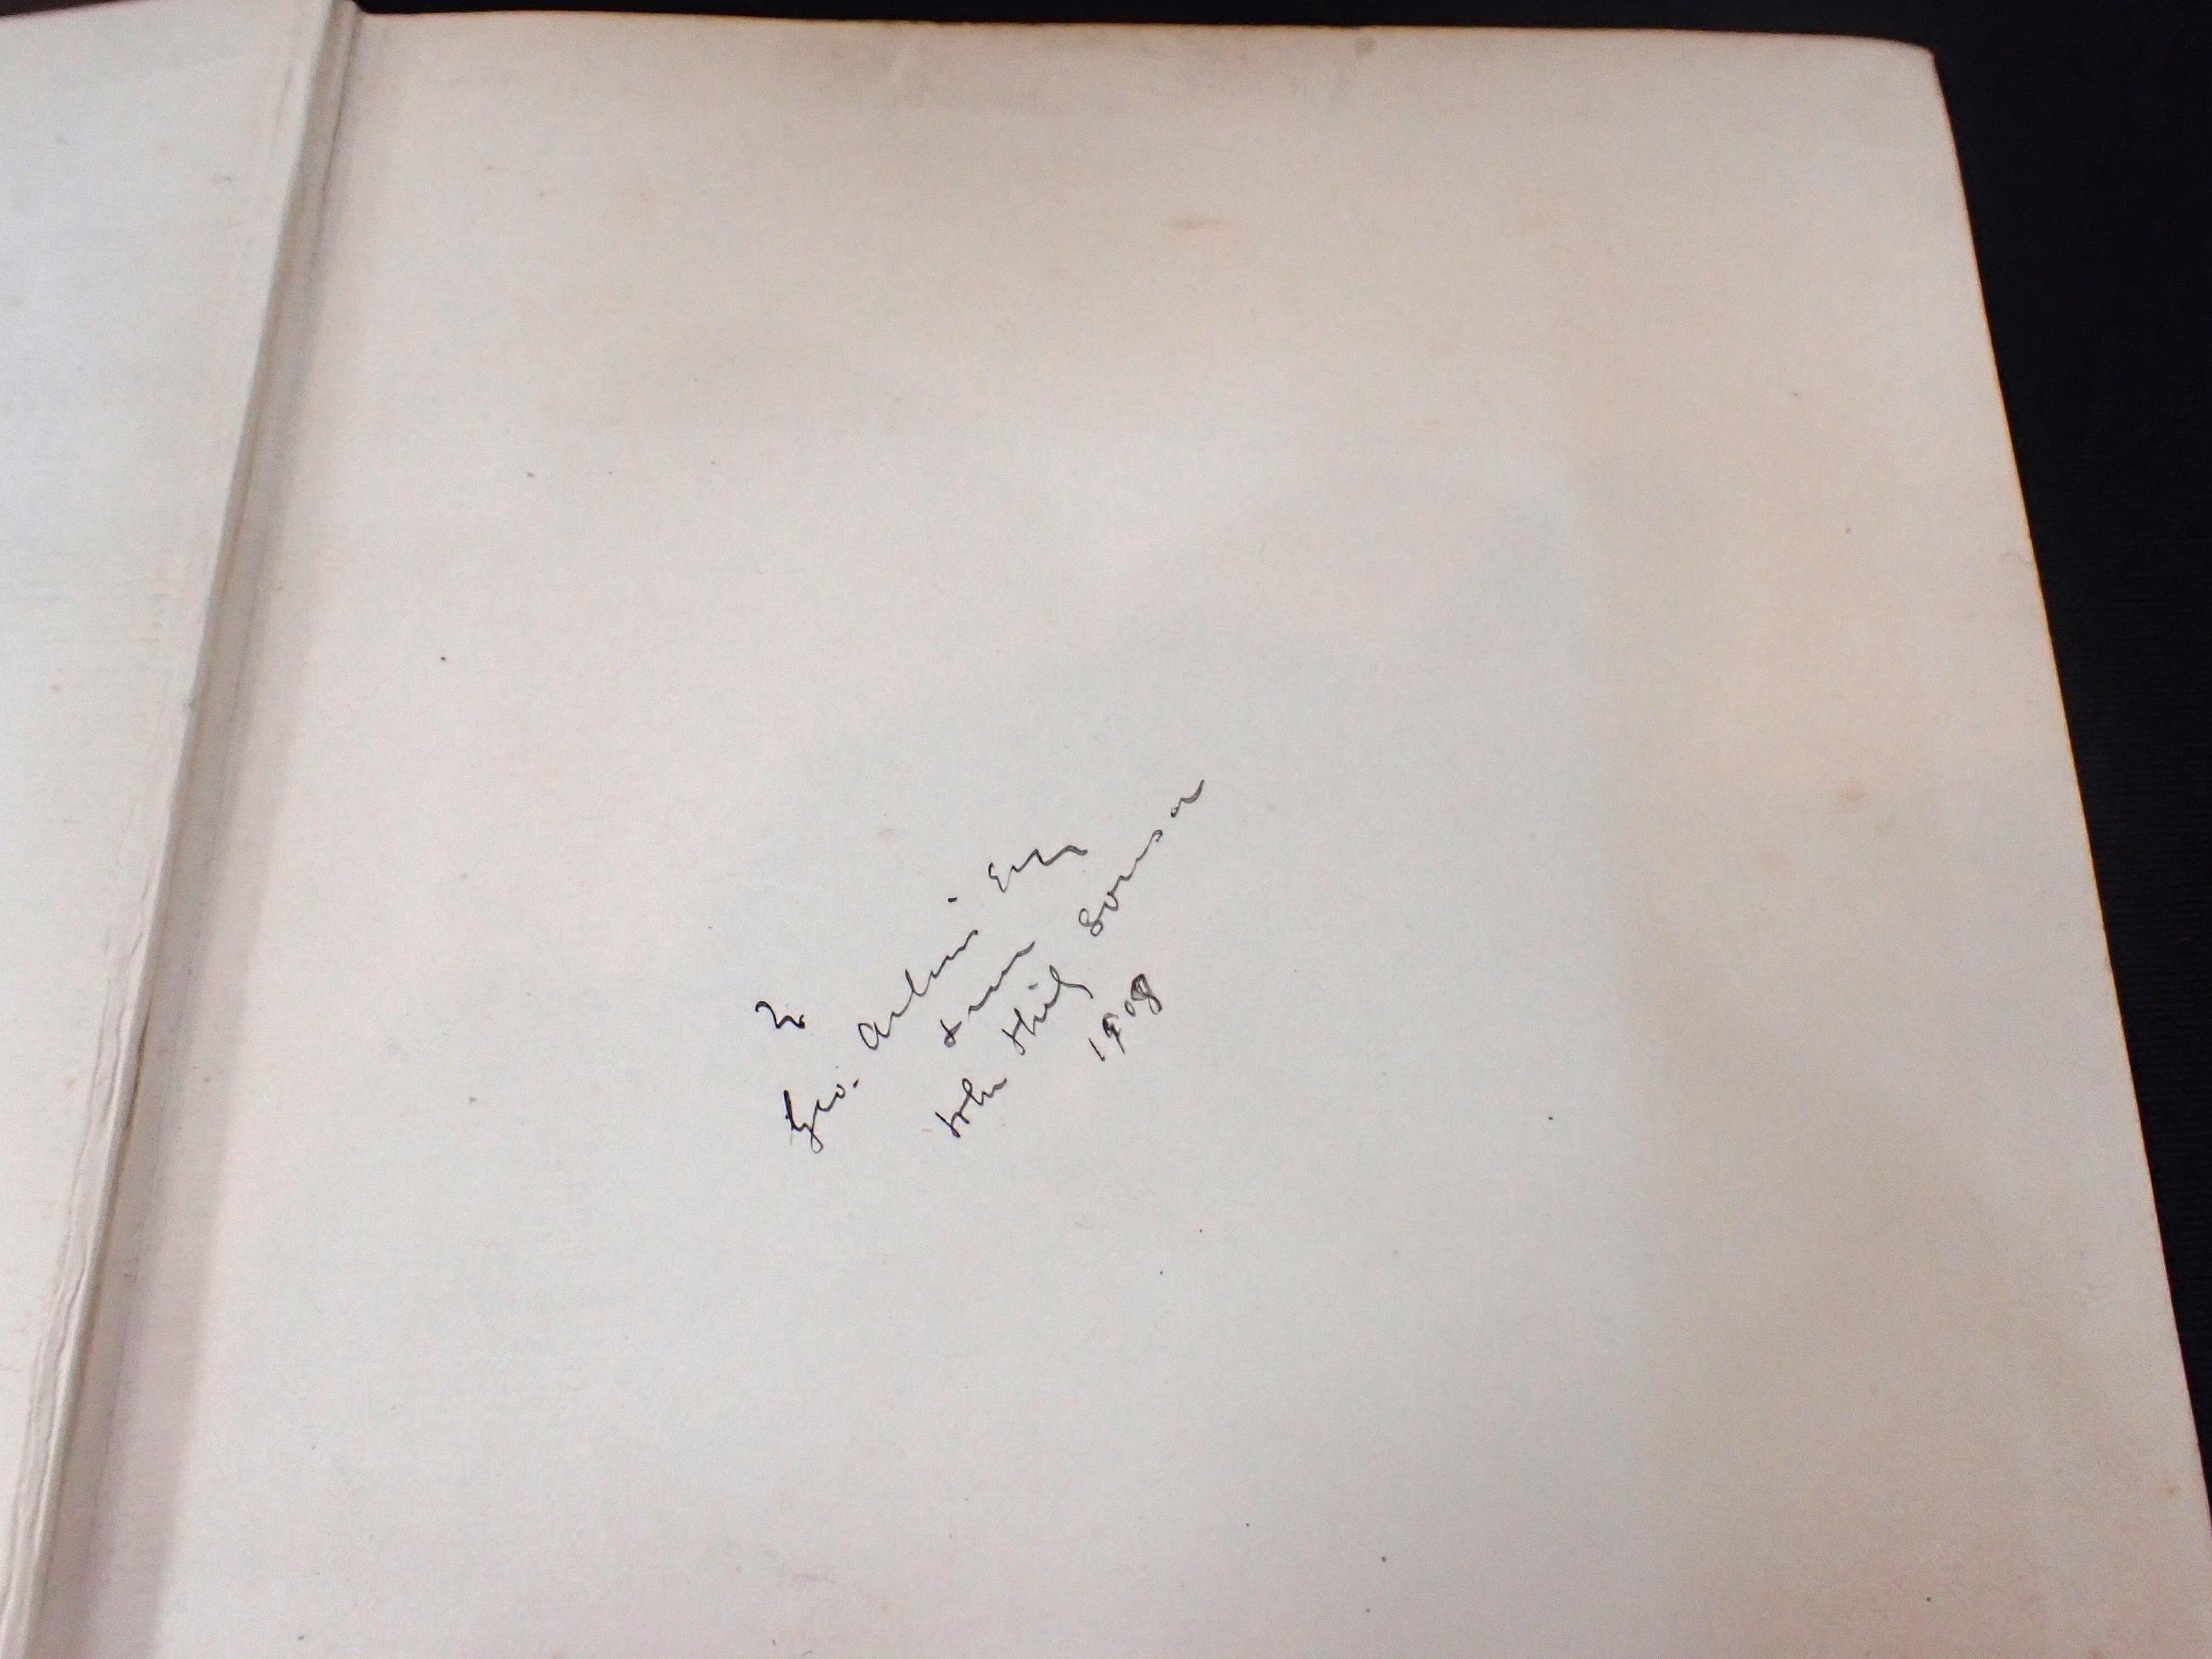 To
Geo. Arliss Esq
from
John Philip Sousa
1908